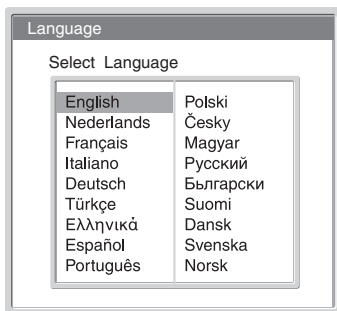 Language
Select Language
English
Nederlands
Français
Italiano
Deutsch
Türkçe
Ελληνικά
Español
Português
Polski
Česky
Magyar
Русский
Бьлгарски
Suomi
Dansk
Svenska
Norsk